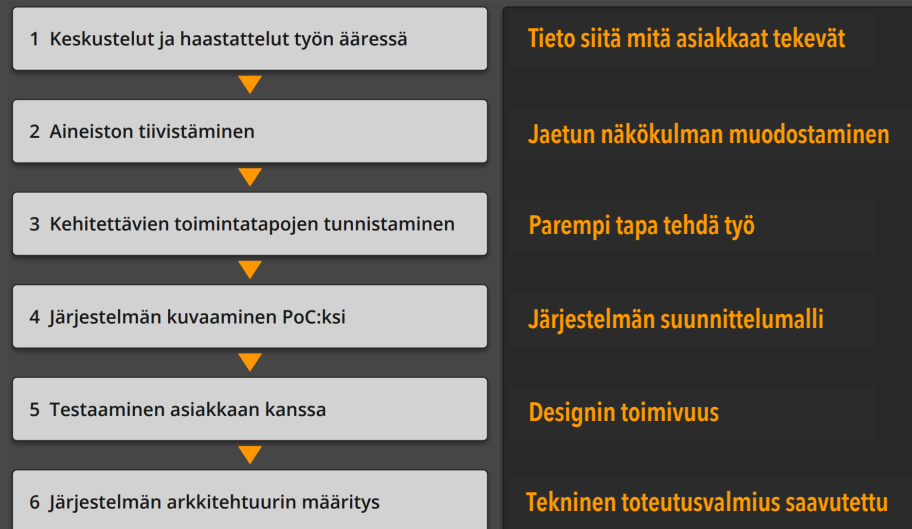 1 Keskustelut ja haastattelut työn ääressä
Tieto siitä mitä asiakkaat tekevät
2 Aineiston tiivistäminen
Jaetun näkökulman muodostaminen
3 Kehitettävien toimintatapojen tunnistaminen
Parempi tapa tehdä työ
4 Järjestelmän kuvaaminen PoC:ksi
Järjestelmän suunnittelumalli
5 Testaaminen asiakkaan kanssa
Designin toimivuus
6 Järjestelmän arkkitehtuurin määritys
Tekninen toteutusvalmius saavutettu